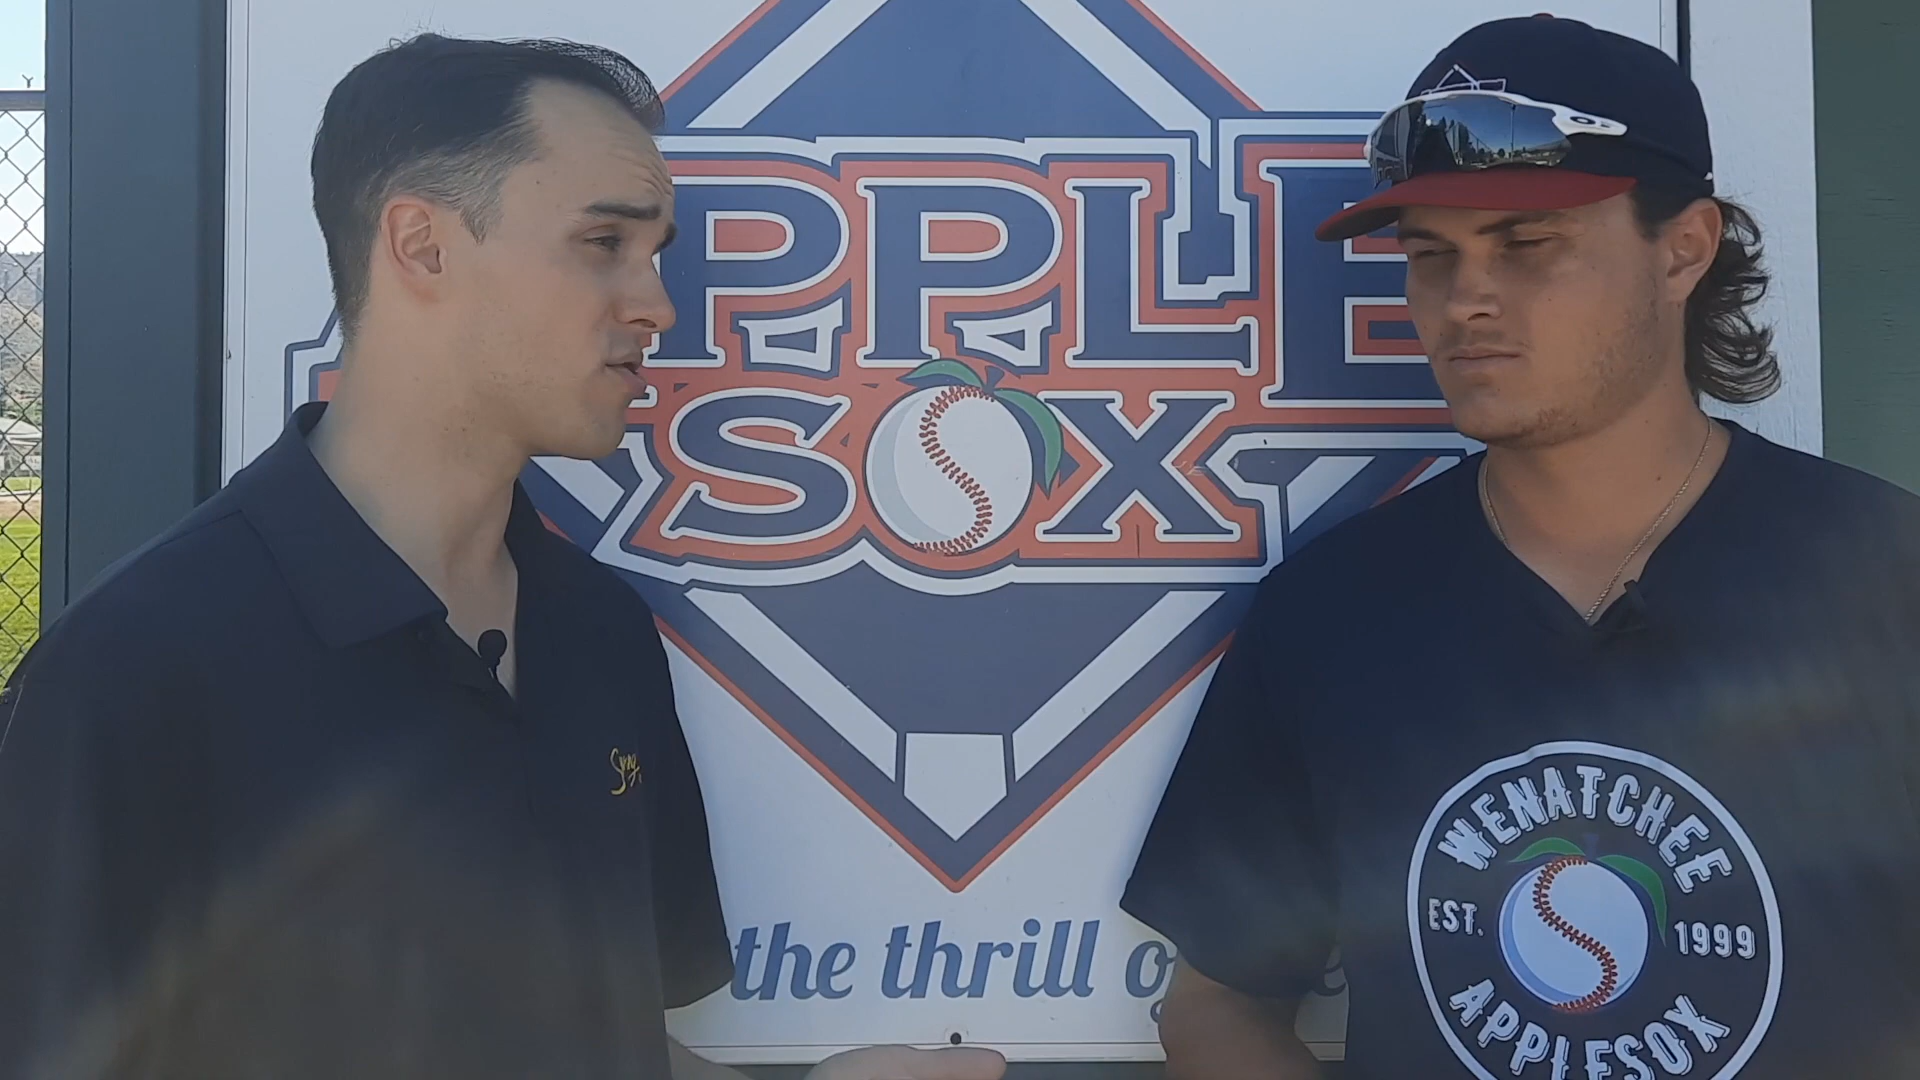 PPLE
SOX
the thrill o
WENATCHEE
EST. 1999
APPLESOX